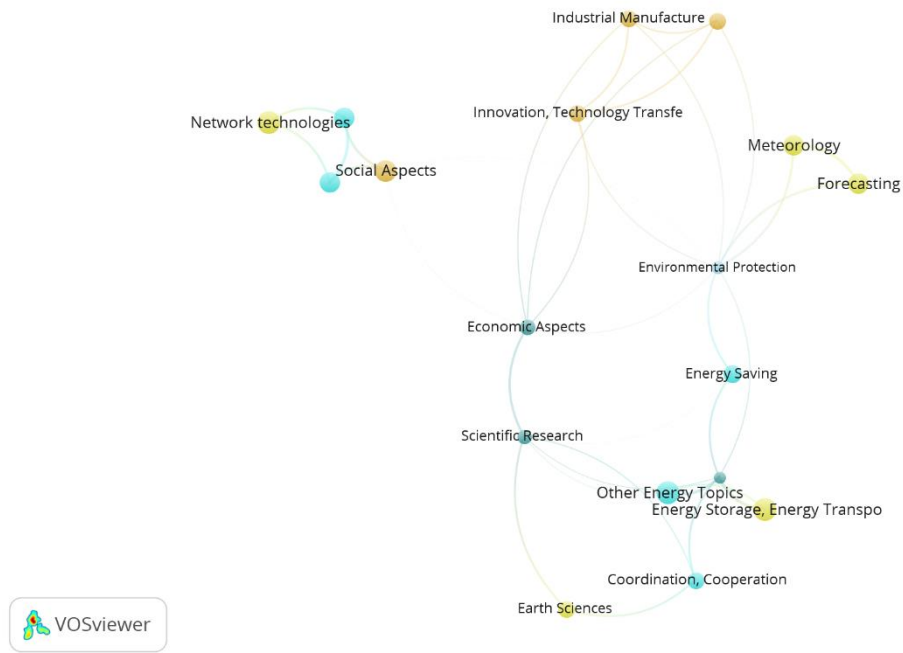 Industrial Manufacture
Innovation, Technology Transfe
Network technologies
Meteorology
Social Aspects
Forecasting
Environmental Protection
Economic Aspects
Energy Saving
Scientific Research
Other Energy Topics
Energy Storage, Energy Transpo
Coordination, Cooperation
Earth Sciences
VOSviewer